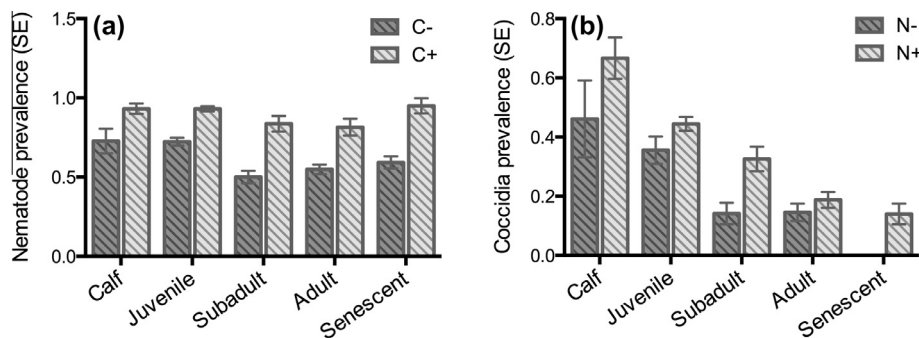 (a)
C-
C+
Nematode prevalence (SE)
1.5
1.0
0.5
0.0
Calf
Juvenile
Subadult
Adult
Senescent
(b)
N-
N+
Coccidia prevalence (SE)
0.8
0.6
0.4
0.2
0.0
Calf
Juvenile
Subadult
Adult
Senescent